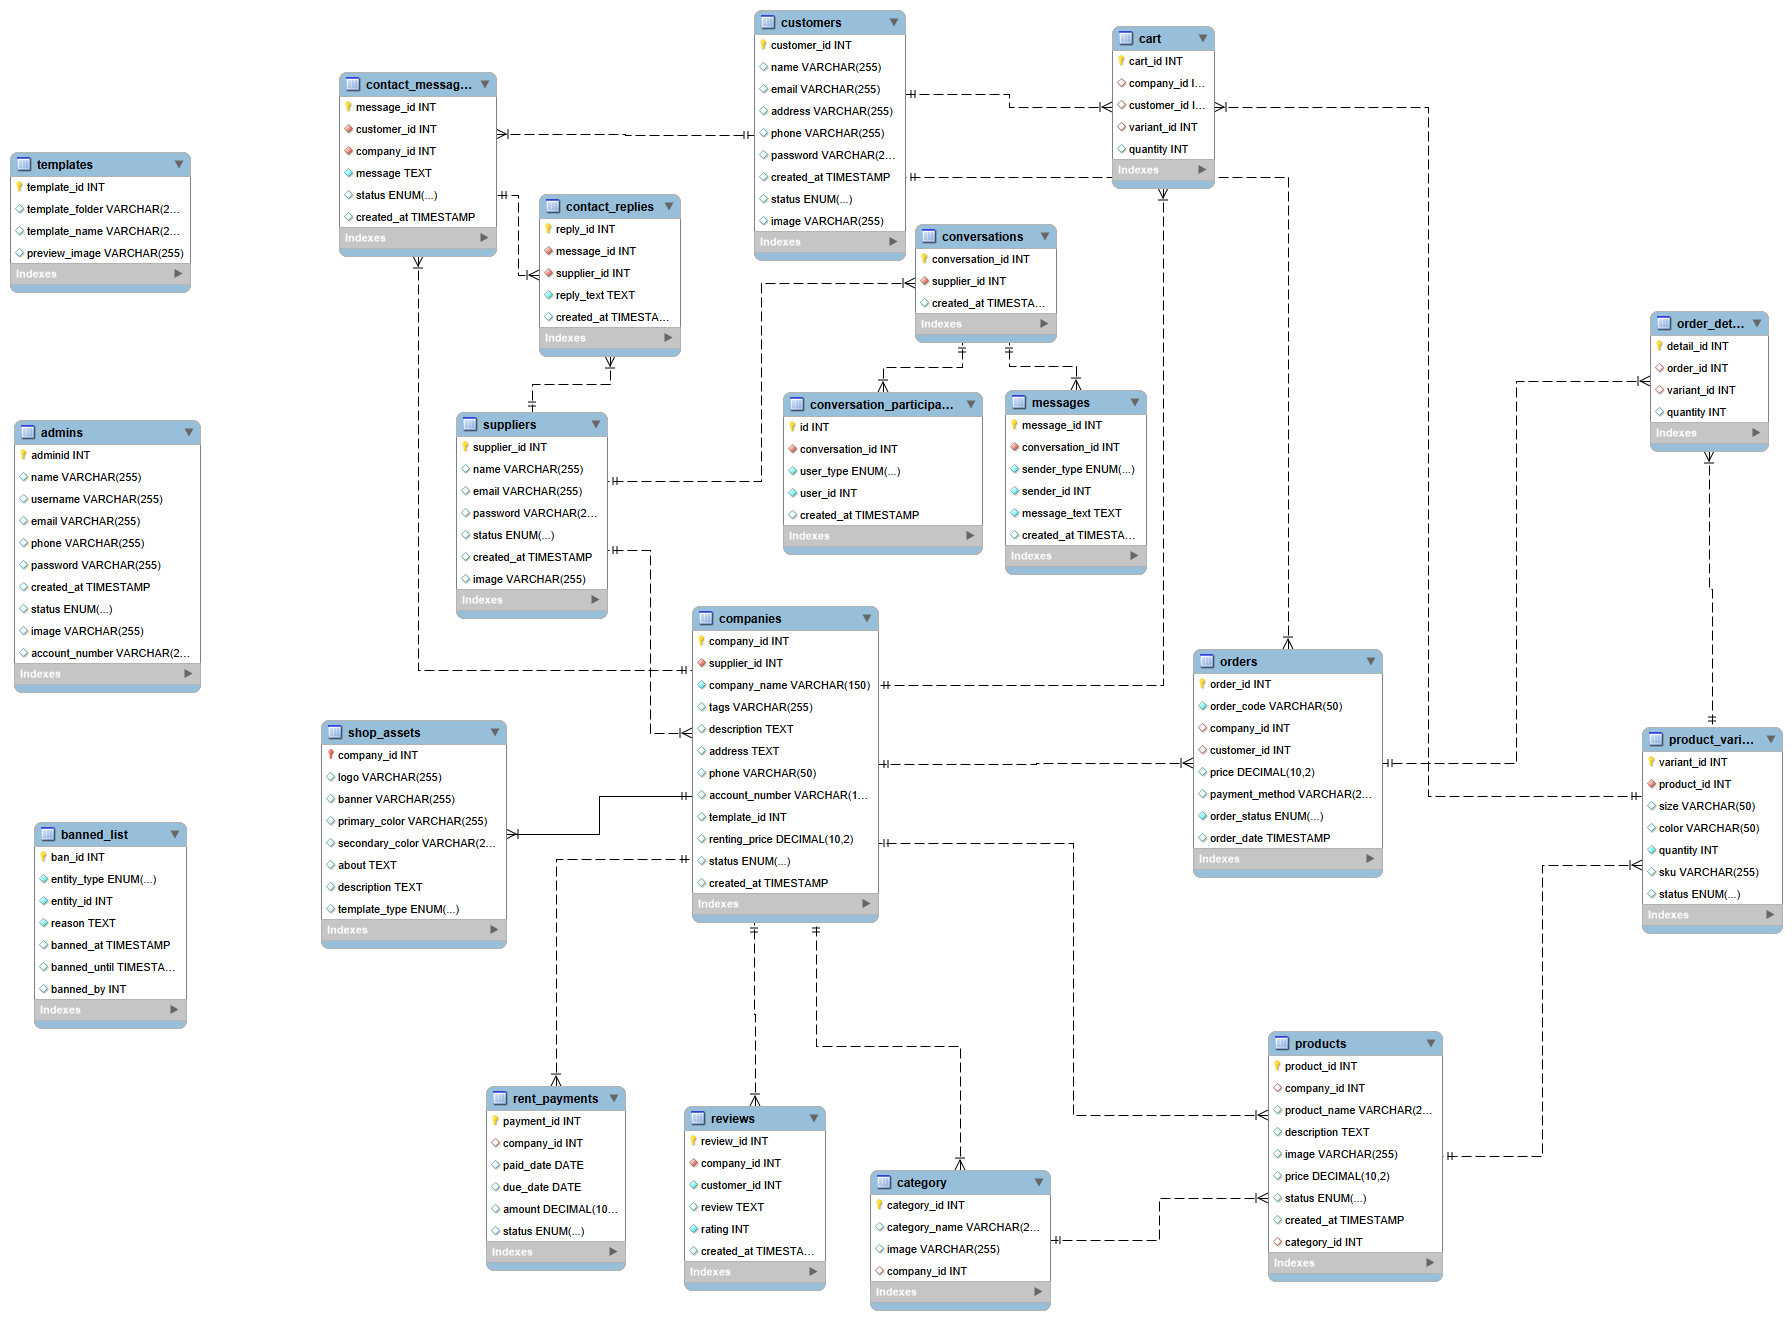 customers
customer_id INT
name VARCHAR(255)
email VARCHAR(255)
address VARCHAR(255)
phone VARCHAR(255)
password VARCHAR(2...
created_at TIMESTAMP
status ENUM(...)
image VARCHAR(255)
Indexes
cart
cart_id INT
company_id I...
customer_id I...
variant_id INT
quantity INT
Indexes
contact_messag...
message_id INT
customer_id INT
company_id INT
message TEXT
status ENUM(...)
created_at TIMESTAMP
Indexes
templates
template_id INT
template_folder VARCHAR(2...
template_name VARCHAR(2...
preview_image VARCHAR(255)
Indexes
contact_replies
reply_id INT
message_id INT
supplier_id INT
reply_text TEXT
created_at TIMESTA...
Indexes
conversations
conversation_id INT
supplier_id INT
created_at TIMESTA...
Indexes
order_det...
detail_id INT
order_id INT
variant_id INT
quantity INT
Indexes
conversation_participa...
id INT
conversation_id INT
user_type ENUM(...)
user_id INT
created_at TIMESTAMP
Indexes
messages
message_id INT
conversation_id INT
sender_type ENUM(...)
sender_id INT
message_text TEXT
created_at TIMESTA...
Indexes
suppliers
supplier_id INT
name VARCHAR(255)
email VARCHAR(255)
password VARCHAR(2...
status ENUM(...)
created_at TIMESTAMP
image VARCHAR(255)
Indexes
admins
adminid INT
name VARCHAR(255)
username VARCHAR(255)
email VARCHAR(255)
phone VARCHAR(255)
password VARCHAR(255)
created_at TIMESTAMP
status ENUM(...)
image VARCHAR(255)
account_number VARCHAR(2...
Indexes
companies
company_id INT
supplier_id INT
company_name VARCHAR(150)
tags VARCHAR(255)
description TEXT
address TEXT
phone VARCHAR(50)
account_number VARCHAR(1...
template_id INT
renting_price DECIMAL(10,2)
status ENUM(...)
created_at TIMESTAMP
Indexes
orders
order_id INT
order_code VARCHAR(50)
company_id INT
customer_id INT
price DECIMAL(10,2)
payment_method VARCHAR(2...
order_status ENUM(...)
order_date TIMESTAMP
Indexes
shop_assets
company_id INT
logo VARCHAR(255)
banner VARCHAR(255)
primary_color VARCHAR(255)
secondary_color VARCHAR(2...
about TEXT
description TEXT
template_type ENUM(...)
Indexes
product_vari...
variant_id INT
product_id INT
size VARCHAR(50)
color VARCHAR(50)
quantity INT
sku VARCHAR(255)
status ENUM(...)
Indexes
banned_list
ban_id INT
entity_type ENUM(...)
entity_id INT
reason TEXT
banned_at TIMESTAMP
banned_until TIMESTA...
banned_by INT
Indexes
rent_payments
payment_id INT
company_id INT
paid_date DATE
due_date DATE
amount DECIMAL(10...
status ENUM(...)
Indexes
reviews
review_id INT
company_id INT
customer_id INT
review TEXT
rating INT
created_at TIMESTA...
Indexes
category
category_id INT
category_name VARCHAR(2...
image VARCHAR(255)
company_id INT
Indexes
products
product_id INT
company_id INT
product_name VARCHAR(2...
description TEXT
image VARCHAR(255)
price DECIMAL(10,2)
status ENUM(...)
created_at TIMESTAMP
category_id INT
Indexes